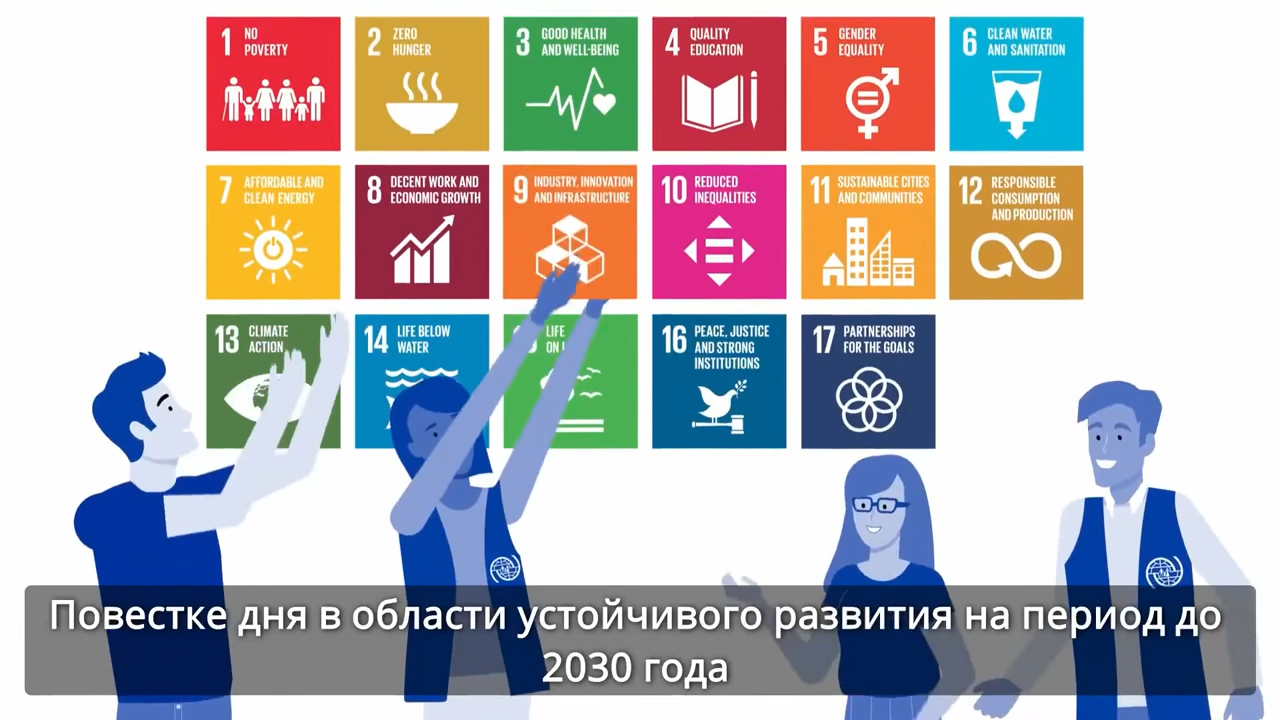 1 NO POVERTY
2 ZERO HUNGER
3 GOOD HEALTH AND WELL-BEING
4 QUALITY EDUCATION
5 GENDER EQUALITY
6 CLEAN WATER AND SANITATION
7 AFFORDABLE AND CLEAN ENERGY
8 DECENT WORK AND ECONOMIC GROWTH
9 INDUSTRY, INNOVATION AND INFRASTRUCTURE
10 REDUCED INEQUALITIES
11 SUSTAINABLE CITIES AND COMMUNITIES
12 RESPONSIBLE CONSUMPTION AND PRODUCTION
13 CLIMATE ACTION
14 LIFE BELOW WATER
LIFE ON
16 PEACE, JUSTICE AND STRONG INSTITUTIONS
17 PARTNERSHIPS FOR THE GOALS
Повестке дня в области устойчивого развития на период до
2030 года